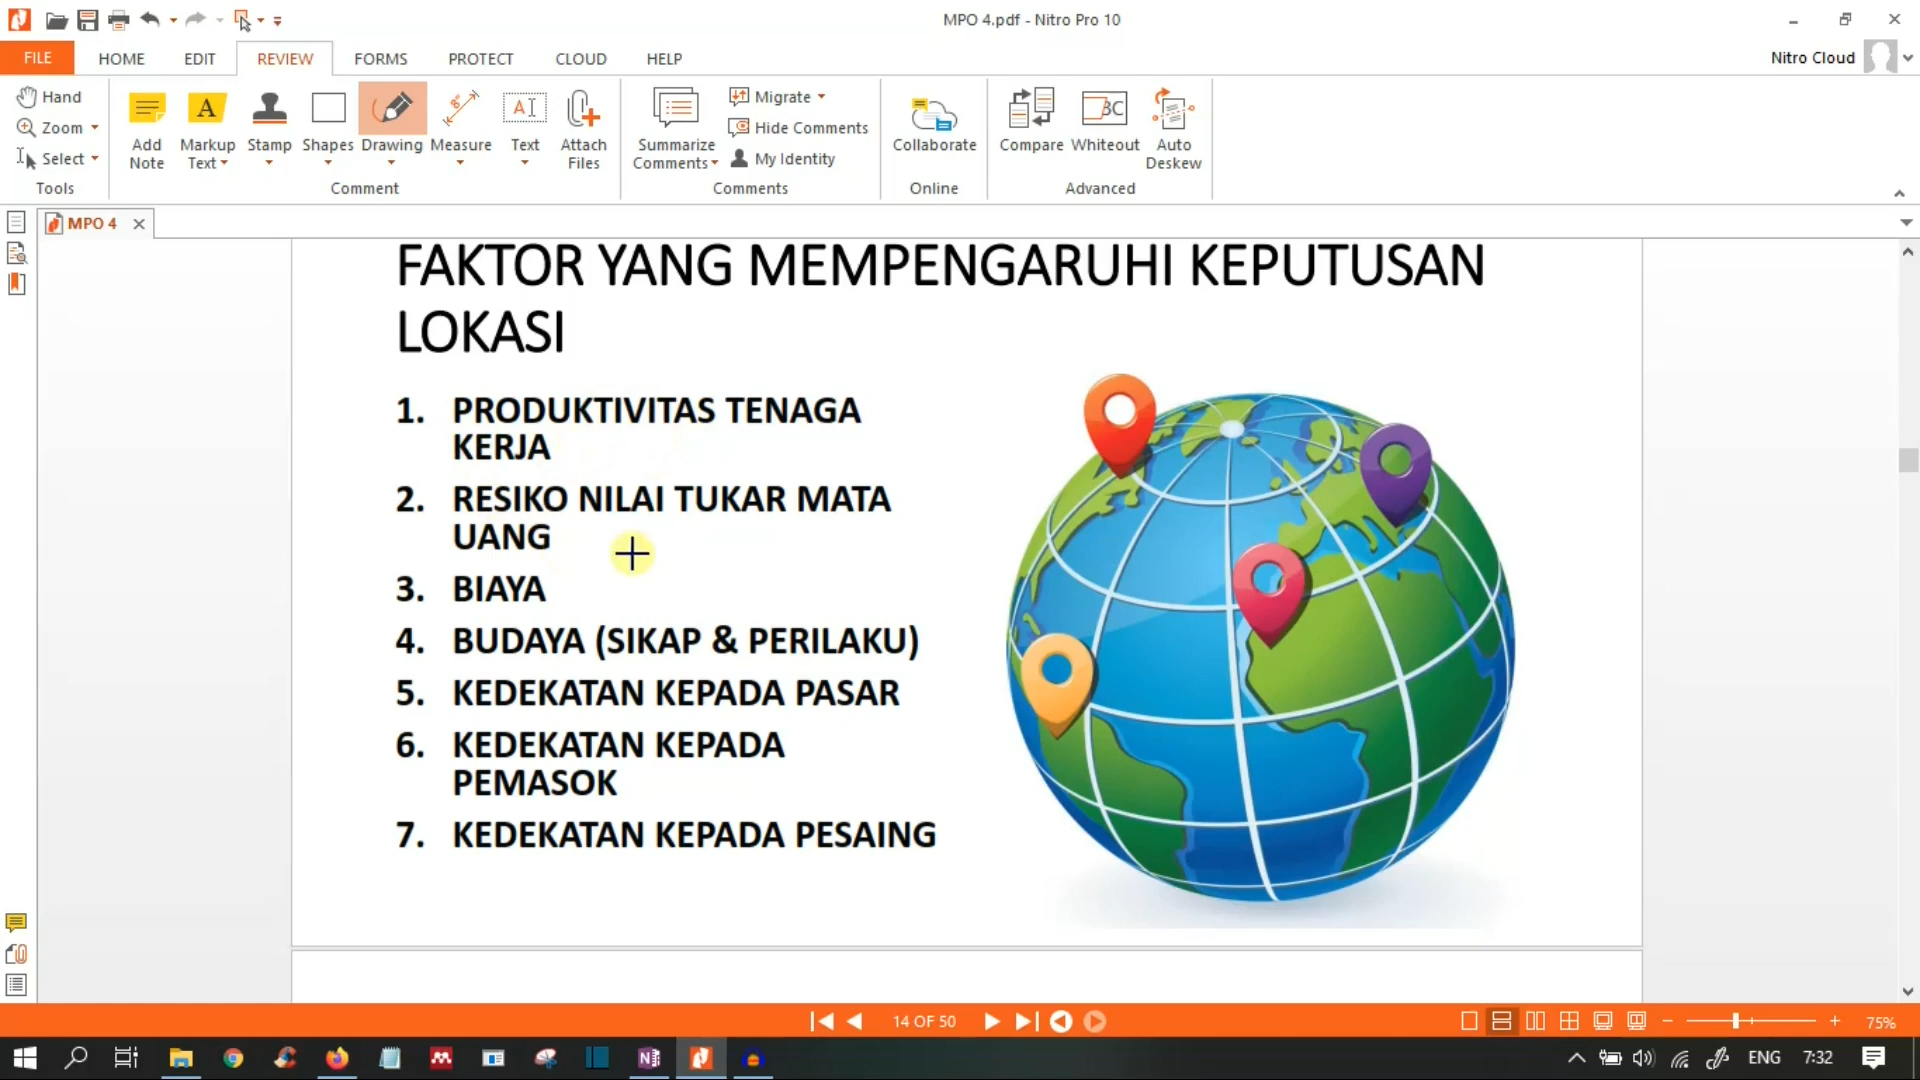 MPO 4.pdf - Nitro Pro 10
FILE HOME EDIT REVIEW FORMS PROTECT CLOUD HELP Nitro Cloud
Hand
Zoom
Select
Tools
Add Note
Markup Text
Stamp
Shapes
Drawing
Measure
Text
Attach Files
Comment
Summarize Comments
Migrate
Hide Comments
My Identity
Comments
Collaborate
Online
Compare
Whiteout
Auto Deskew
Advanced
MPO 4
FAKTOR YANG MEMPENGARUHI KEPUTUSAN
LOKASI
1. PRODUKTIVITAS TENAGA
KERJA
2. RESIKO NILAI TUKAR MATA
UANG
3. BIAYA
4. BUDAYA (SIKAP & PERILAKU)
5. KEDEKATAN KEPADA PASAR
6. KEDEKATAN KEPADA
PEMASOK
7. KEDEKATAN KEPADA PESAING
14 OF 50
75%
ENG 7:32